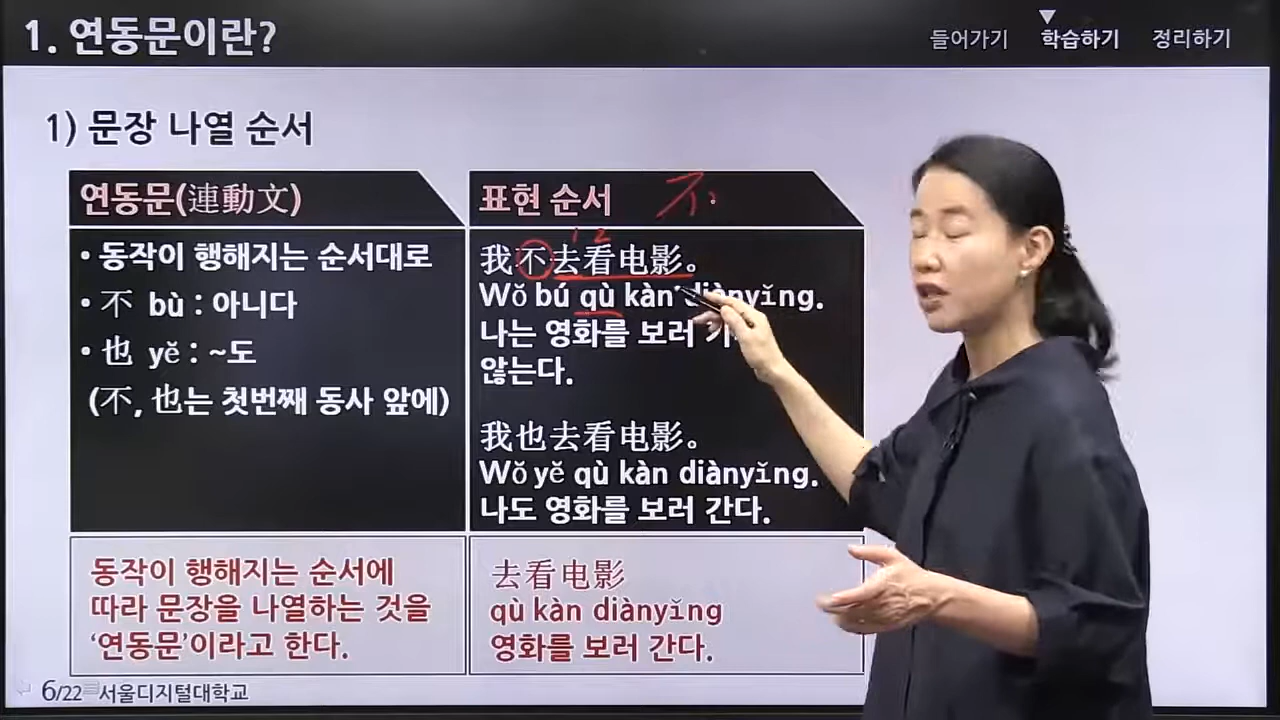 1. 연동문이란?
들어가기 학습하기 정리하기
1) 문장 나열 순서
연동문(連動文)
• 동작이 행해지는 순서대로
• 不 bù : 아니다
• 也 yě : ~도
(不, 也는 첫번째 동사 앞에)
동작이 행해지는 순서에
따라 문장을 나열하는 것을
‘연동문’이라고 한다.
표현 순서 不
1 2
我不去看电影。
Wǒ bú qù kàn diànyǐng.
나는 영화를 보러
않는다.
我也去看电影。
Wǒ yě qù kàn diànyǐng.
나도 영화를 보러 간다.
去看电影
qù kàn diànyǐng
영화를 보러 간다.
6/22 서울디지털대학교